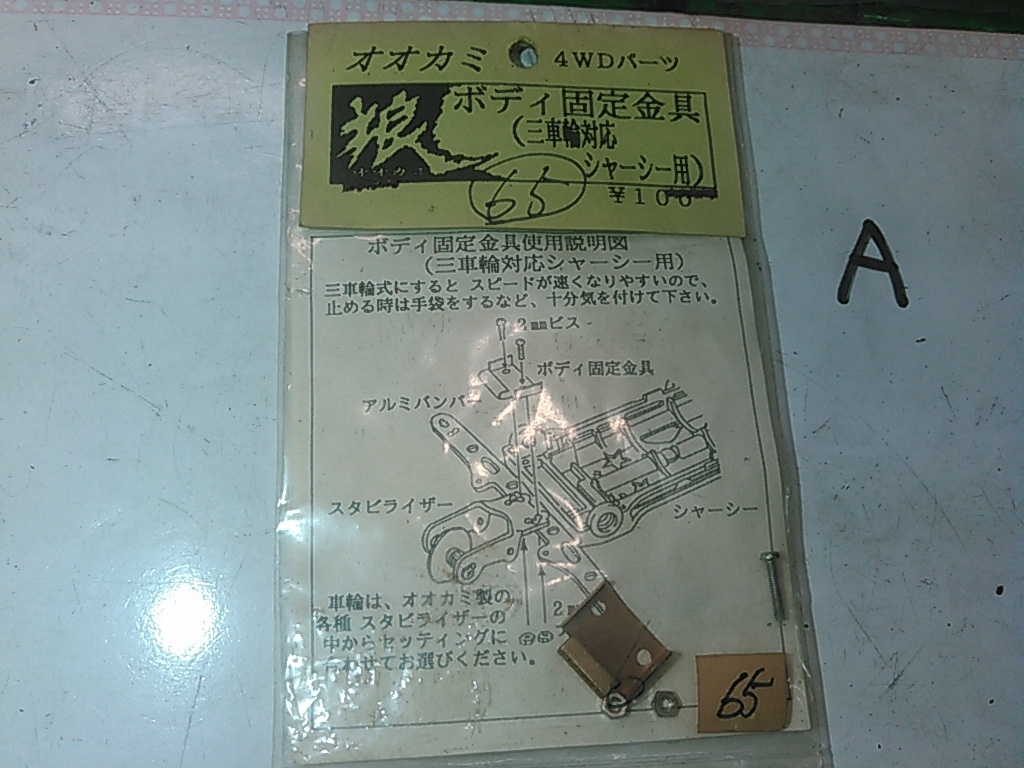 オオカミ 4WDパーツ
狼 ボディ固定金具
オオカミ
(三車輪対応
シャーシー用)
65
¥100
ボディ固定金具使用説明図
(三車輪対応シャーシー用)
三車輪式にすると スピードが速くなりやすいので、
止める時は手袋をするなど、十分気を付けて下さい。
2mmビス
ボディ固定金具
アルミバンパー
スタビライザー
シャーシー
車輪は、オオカミ製の
各種 スタビライザーの
中からセッティングに
合わせてお選びください。
2m
65
A